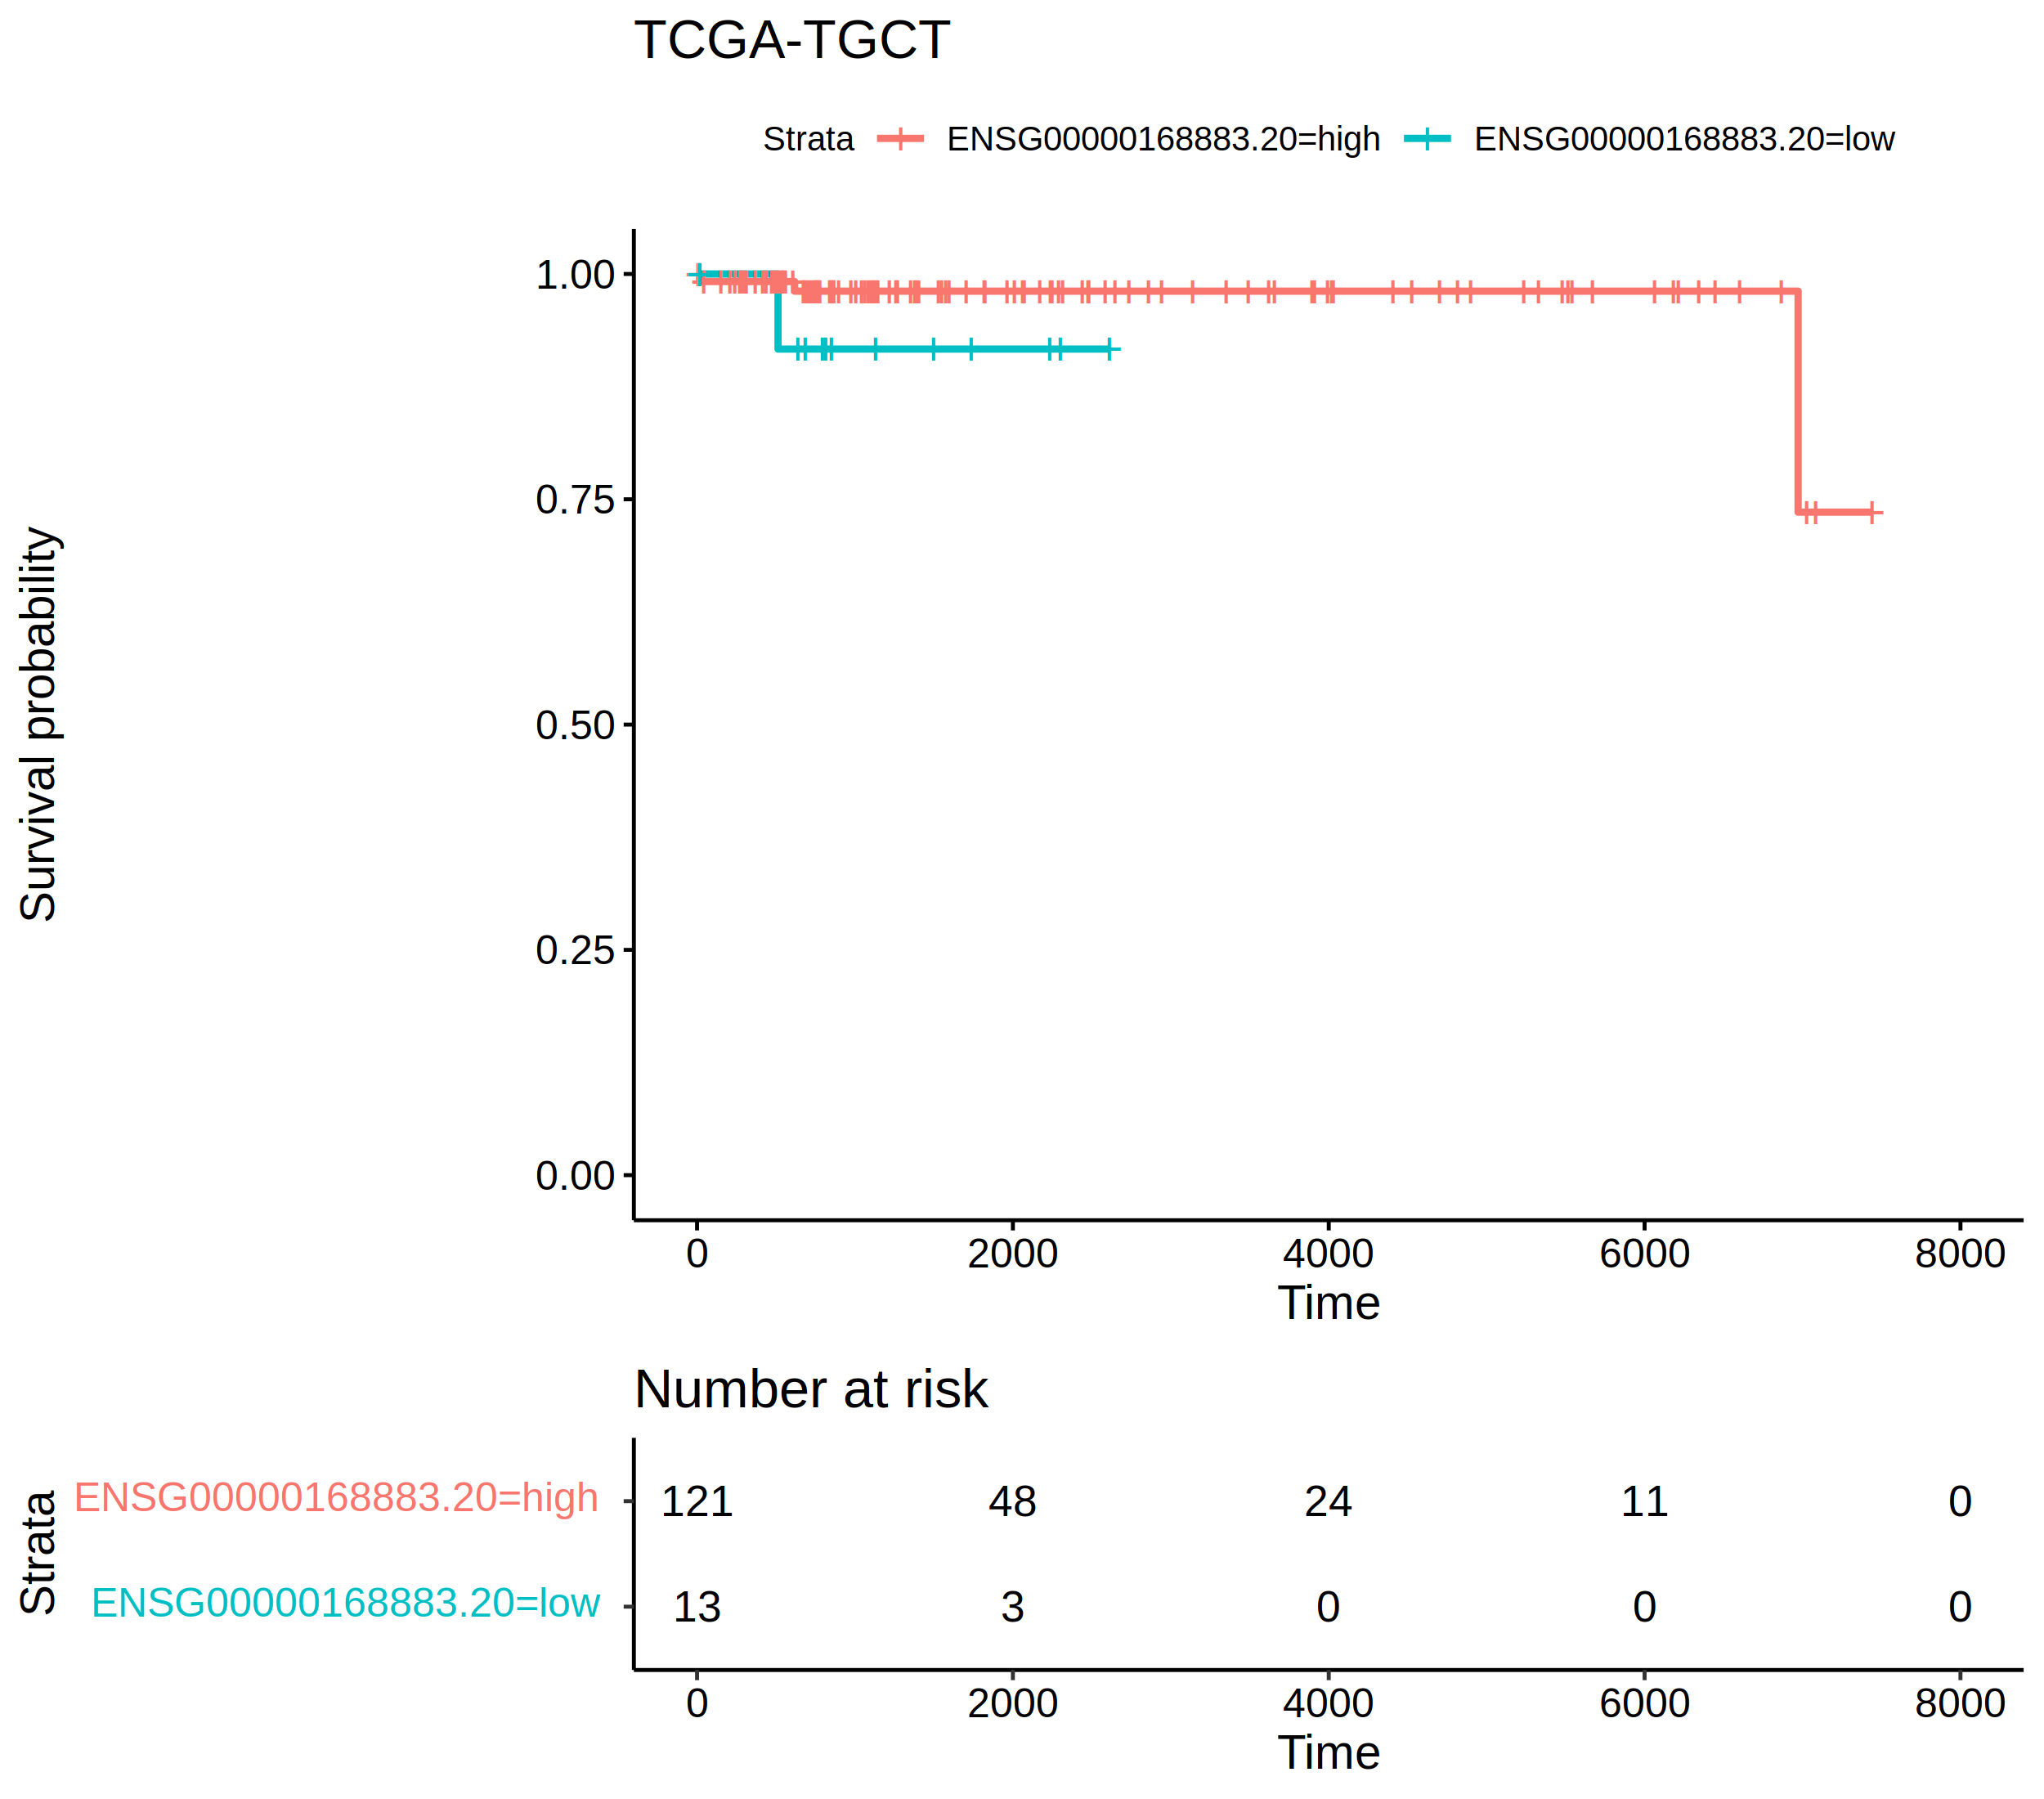 TCGA-TGCT
Strata ENSG00000168883.20=high ENSG00000168883.20=low
Survival probability
1.00
0.75
0.50
0.25
0.00
0 2000 4000 6000 8000
Time
Number at risk
Strata
ENSG00000168883.20=high 121 48 24 11 0
ENSG00000168883.20=low 13 3 0 0 0
0 2000 4000 6000 8000
Time